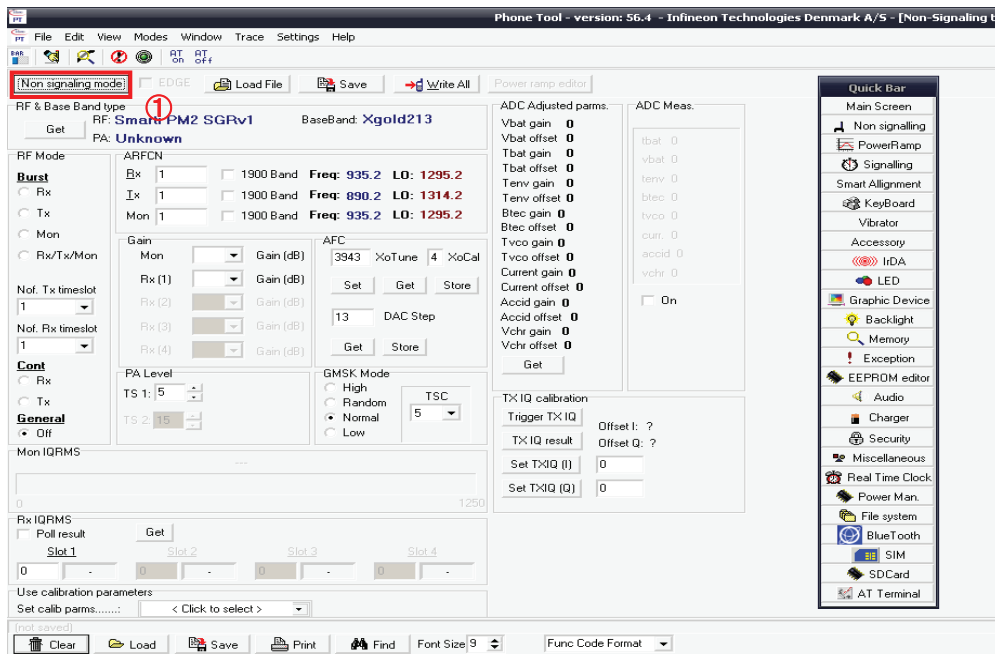 Phone Tool - version: 56.4 - Infineon Technologies Denmark A/S - [Non-Signaling t
File Edit View Modes Window Trace Settings Help
BAR AT on AT off
Non signaling mode EDGE Load File Save Write All Power ramp editor
①
RF & Base Band type
Get RF: Smarti PM2 SGRv1 BaseBand: Xgold213
PA: Unknown
RF Mode
Burst
Rx
Tx
Mon
Rx/Tx/Mon
Nof. Tx timeslot
1
Nof. Rx timeslot
1
Cont
Rx
Tx
General
Off
ARFCN
Rx 1 1900 Band Freq: 935.2 LO: 1295.2
Tx 1 1900 Band Freq: 890.2 LO: 1314.2
Mon 1 1900 Band Freq: 935.2 LO: 1295.2
Gain
Mon Gain (dB)
Rx (1) Gain (dB)
Rx (2) Gain (dB)
Rx (3) Gain (dB)
Rx (4) Gain (dB)
AFC
3943 XoTune 4 XoCal
Set Get Store
13 DAC Step
Get Store
PA Level
TS 1: 5
TS 2: 15
GMSK Mode
High
Random
Normal
Low
TSC
5
Mon IQRMS
---
0 1250
Rx IQRMS
Poll result Get
Slot 1 Slot 2 Slot 3 Slot 4
0 - 0 - 0 - 0 -
Use calibration parameters
Set calib parms......: < Click to select >
(not saved)
Clear Load Save Print Find Font Size 9 Func Code Format
ADC Adjusted parms.
Vbat gain 0
Vbat offset 0
Tbat gain 0
Tbat offset 0
Tenv gain 0
Tenv offset 0
Btec gain 0
Btec offset 0
Tvco gain 0
Tvco offset 0
Current gain 0
Current offset 0
Accid gain 0
Accid offset 0
Vchr gain 0
Vchr offset 0
Get
ADC Meas.
tbat 0
vbat 0
tenv 0
btec 0
tvco 0
curr. 0
accid 0
vchr 0
On
TX IQ calibration
Trigger TX IQ Offset I: ?
TX IQ result Offset Q: ?
Set TXIQ (I) 0
Set TXIQ (Q) 0
Quick Bar
Main Screen
Non signalling
PowerRamp
Signalling
Smart Allignment
KeyBoard
Vibrator
Accessory
IrDA
LED
Graphic Device
Backlight
Memory
Exception
EEPROM editor
Audio
Charger
Security
Miscellaneous
Real Time Clock
Power Man.
File system
BlueTooth
SIM
SDCard
AT Terminal